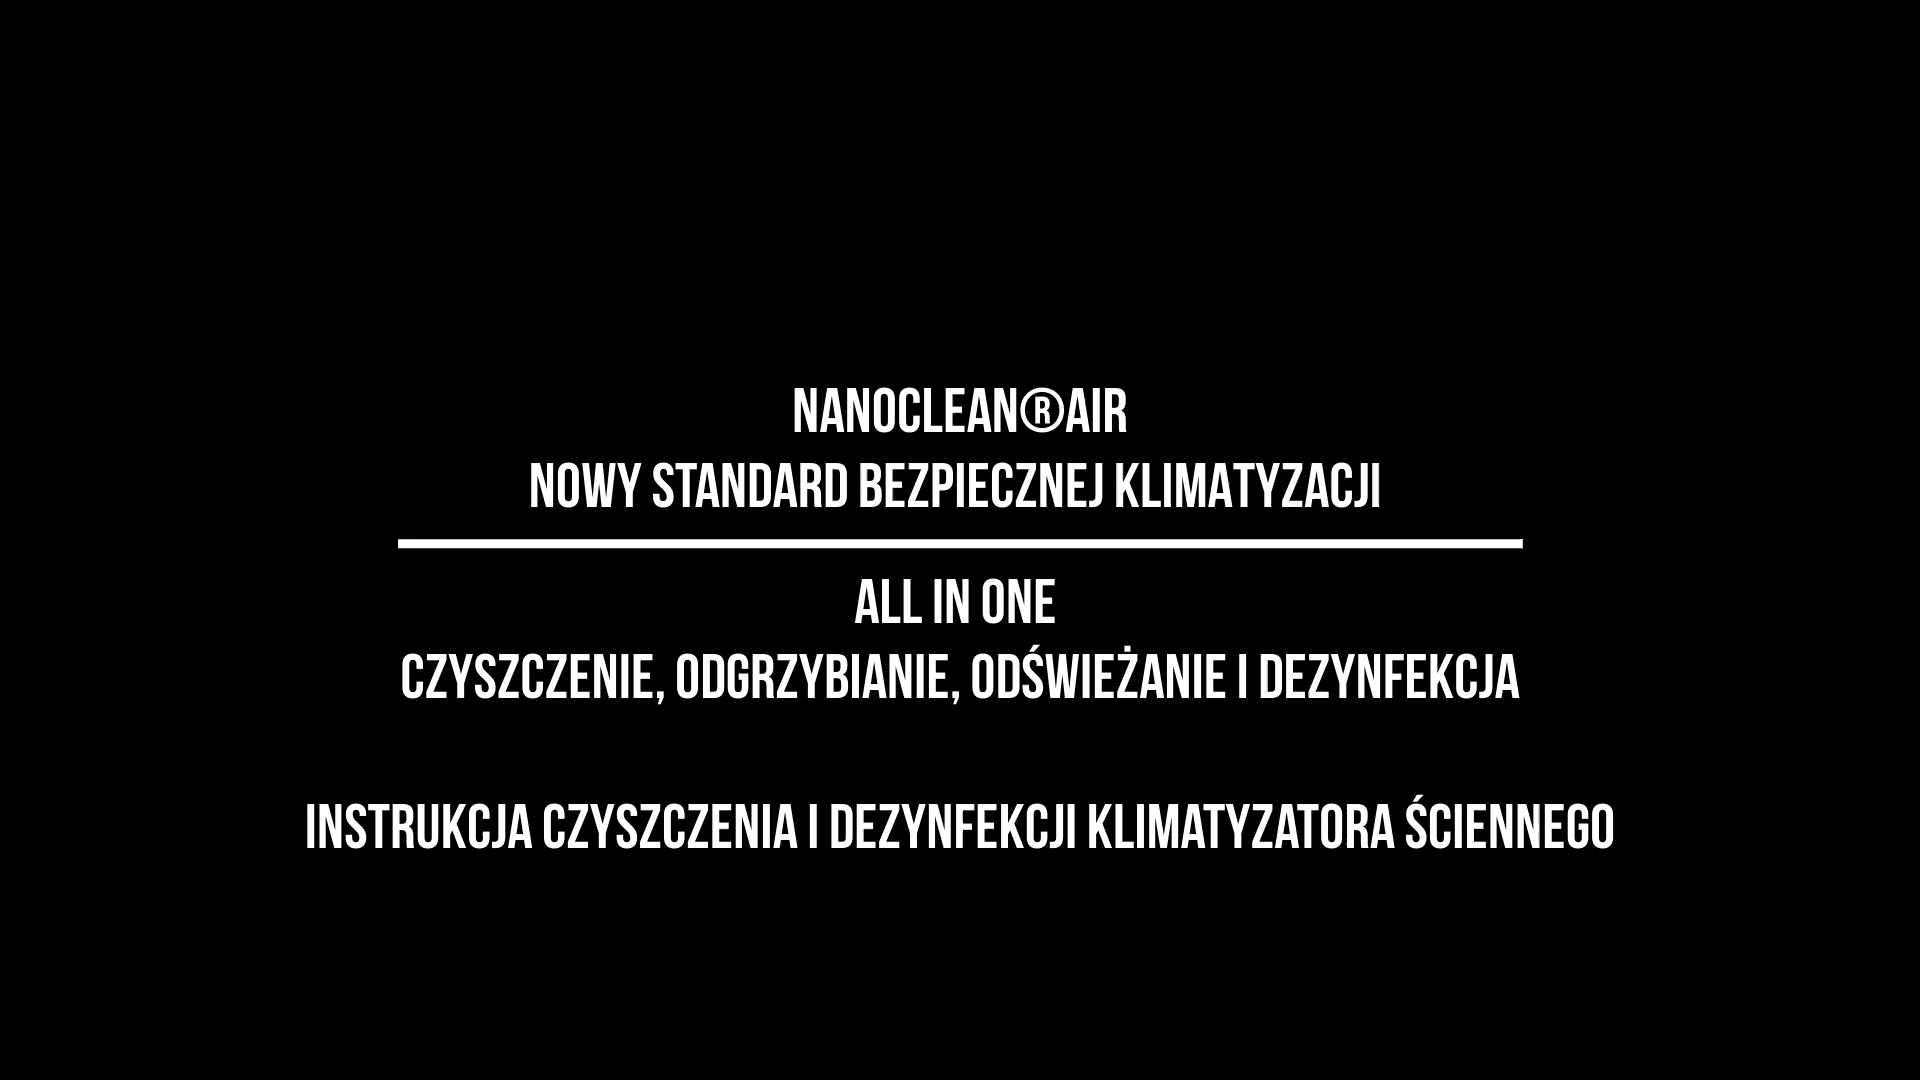 NANOCLEAN®AIR
NOWY STANDARD BEZPIECZNEJ KLIMATYZACJI
ALL IN ONE
CZYSZCZENIE, ODGRZYBIANIE, ODŚWIEŻANIE I DEZYNFEKCJA
INSTRUKCJA CZYSZCZENIA I DEZYNFEKCJI KLIMATYZATORA ŚCIENNEGO